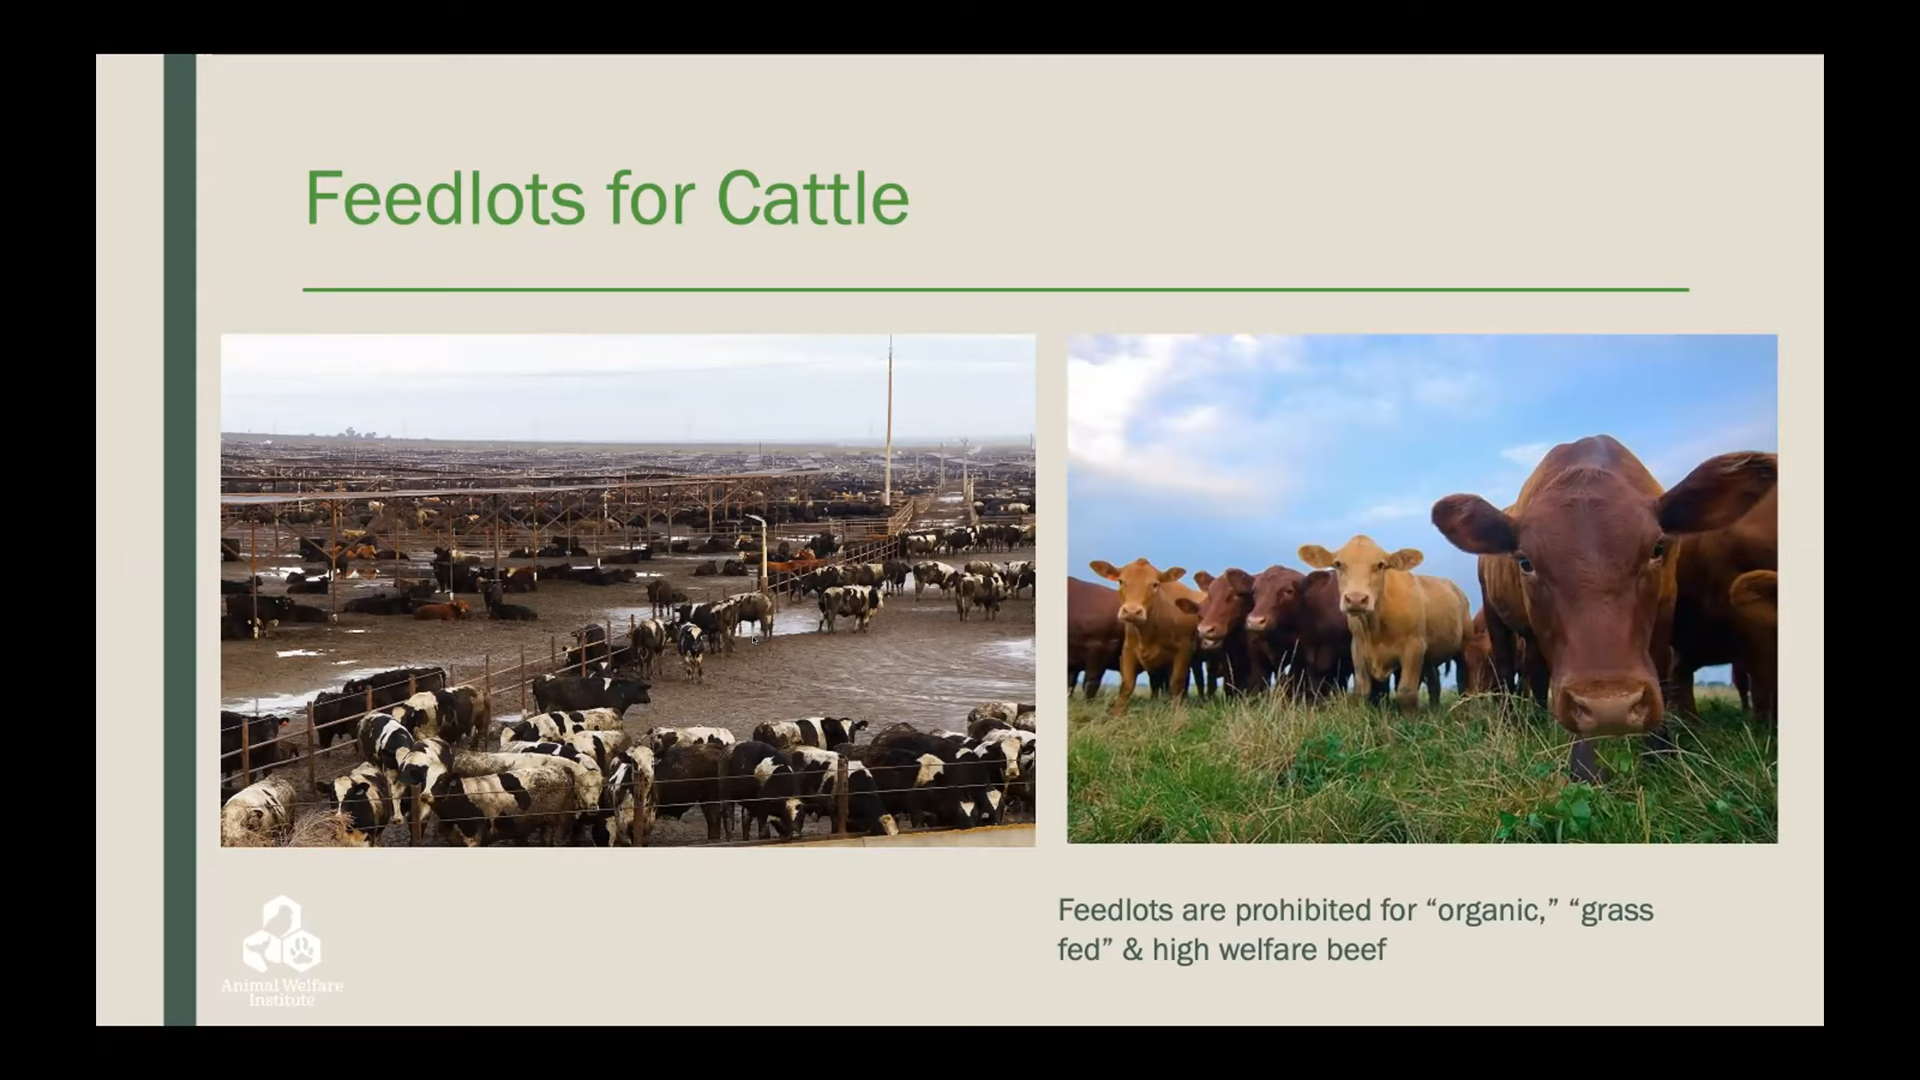 Feedlots for Cattle
Feedlots are prohibited for “organic,” “grass
fed” & high welfare beef
Animal Welfare
Institute